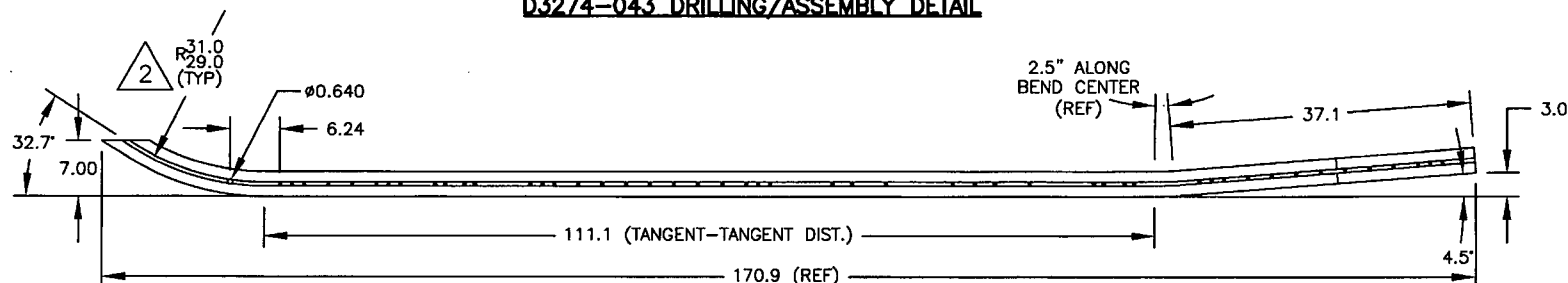 D3274-043 DRILLING/ASSEMBLY DETAIL
2
R31.0
29.0
(TYP)
ø0.640
6.24
32.7°
7.00
2.5" ALONG
BEND CENTER
(REF)
37.1
3.0
111.1 (TANGENT-TANGENT DIST.)
4.5°
170.9 (REF)